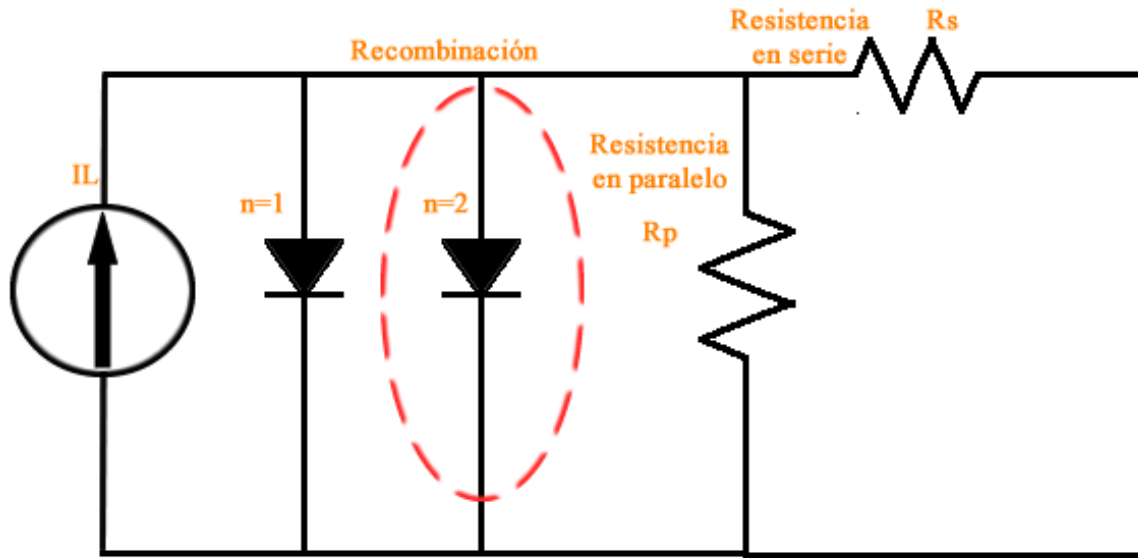 Resistencia
en serie
Rs
Recombinación
Resistencia
en paralelo
IL
n=1
n=2
Rp